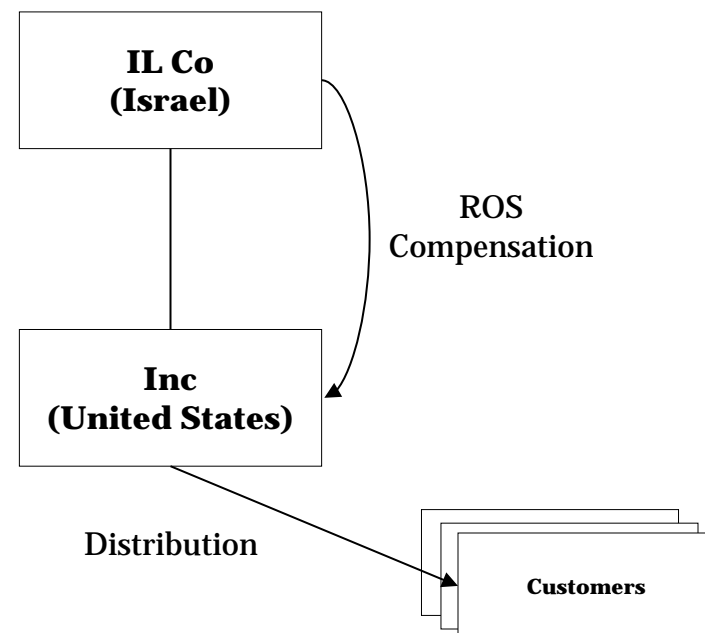 IL Co
(Israel)
ROS
Compensation
Inc
(United States)
Distribution
Customers